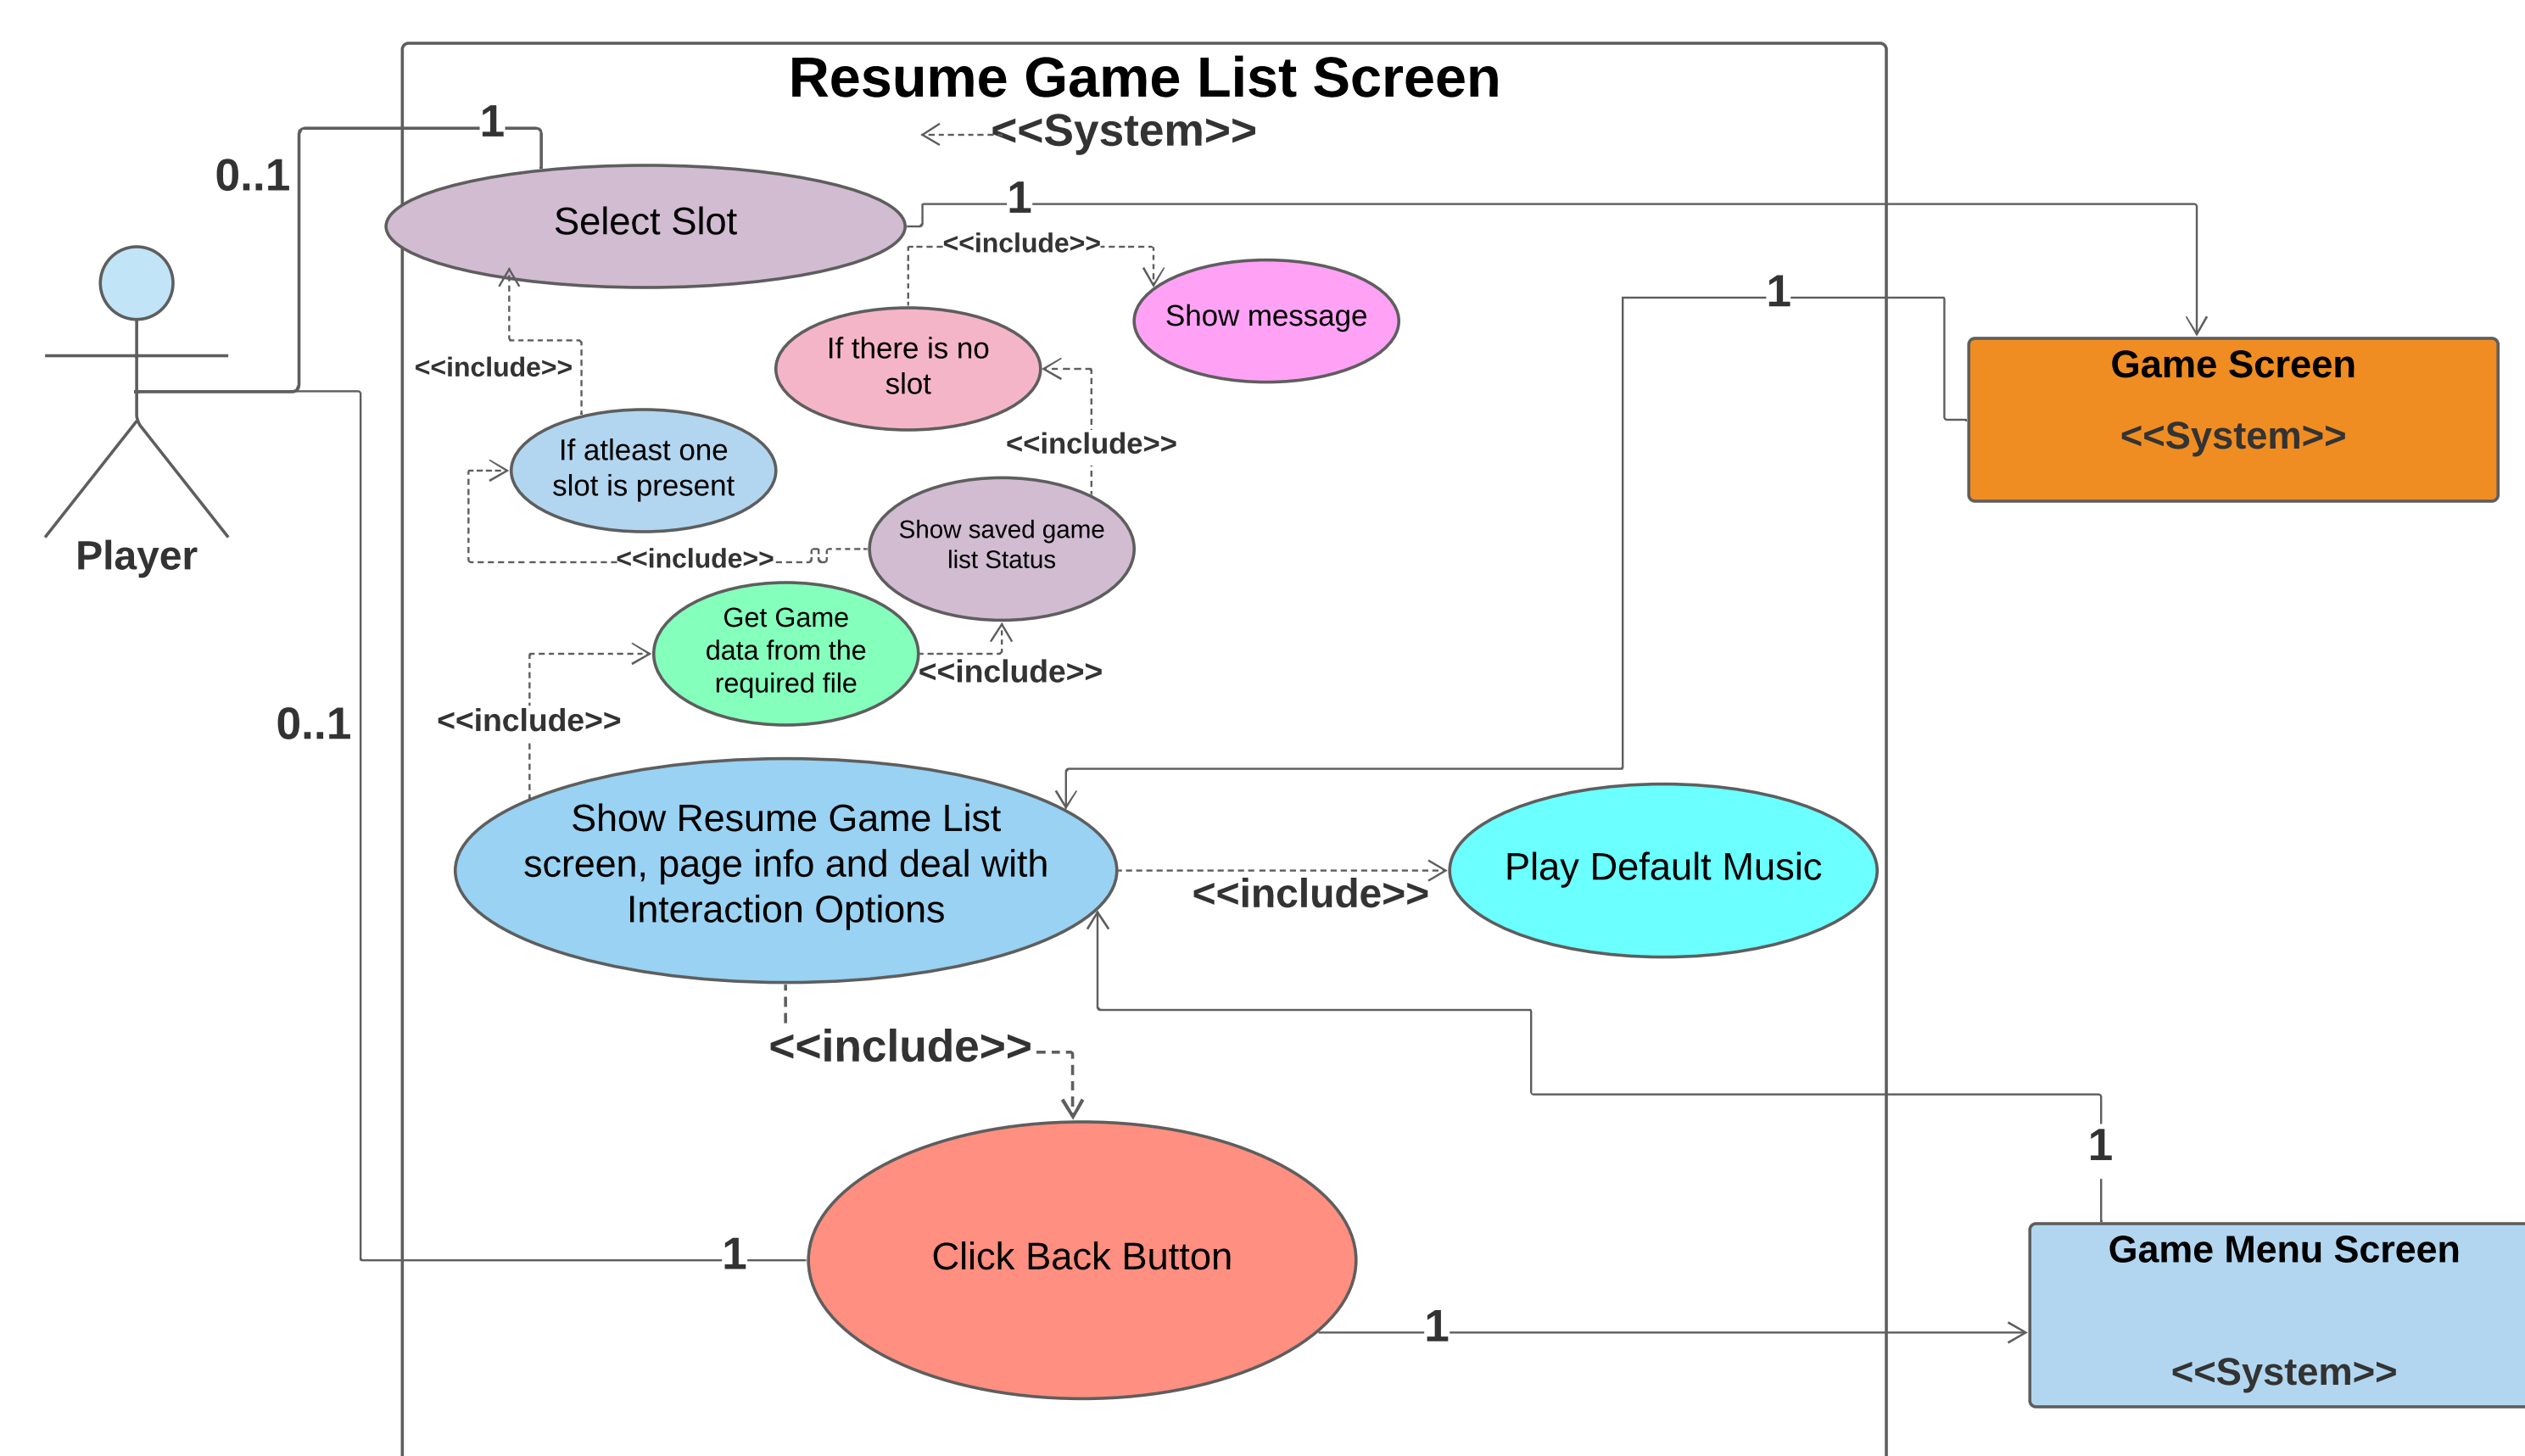 Resume Game List Screen
<<System>>
1
0..1
Select Slot
1
<<include>>
Show message
1
If there is no
slot
<<include>>
Game Screen
<<System>>
<<include>>
If atleast one
slot is present
Show saved game
list Status
<<include>>
Player
Get Game
data from the
required file
<<include>>
<<include>>
0..1
Show Resume Game List
screen, page info and deal with
Interaction Options
<<include>>
Play Default Music
<<include>>
1
Click Back Button
1
1
Game Menu Screen
<<System>>